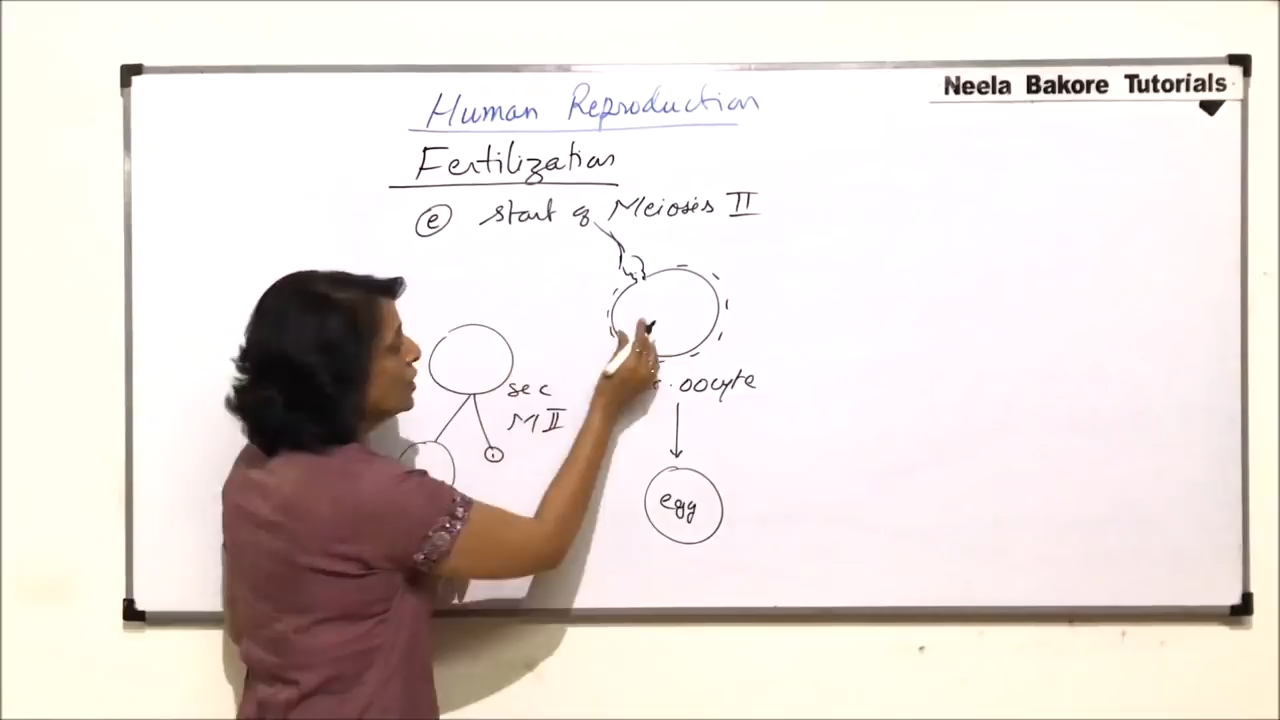 Neela Bakore Tutorials
Human Reproduction
Fertilization
(e) start of Meiosis II
sec
M II
oocyte
egg